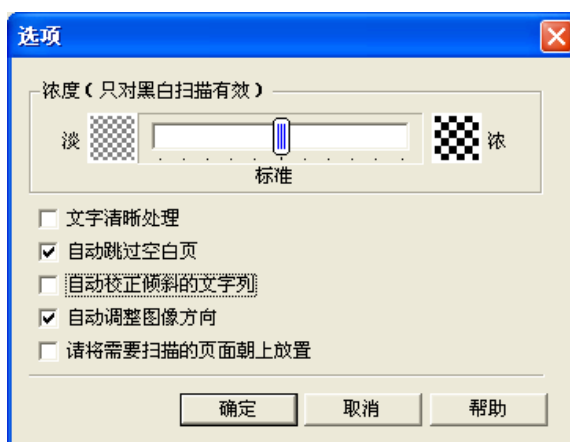 选项
浓度(只对黑白扫描有效)
淡 浓
标准
文字清晰处理
自动跳过空白页
自动校正倾斜的文字列
自动调整图像方向
请将需要扫描的页面朝上放置
确定 取消 帮助